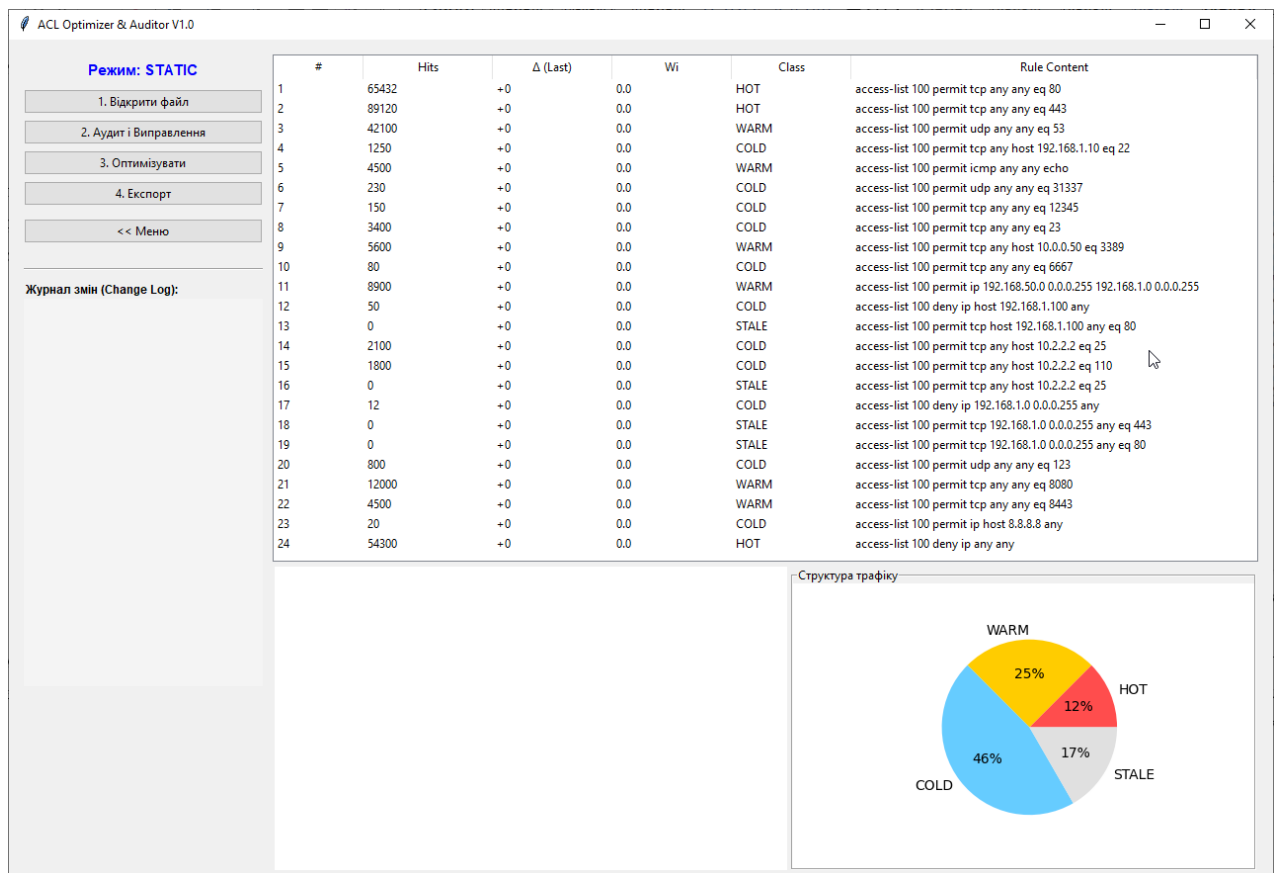 ACL Optimizer & Auditor V1.0
Режим: STATIC
1. Відкрити файл
2. Аудит і Виправлення
3. Оптимізувати
4. Експорт
<< Меню
Журнал змін (Change Log):
# Hits Δ (Last) Wi Class Rule Content
1 65432 +0 0.0 HOT access-list 100 permit tcp any any eq 80
2 89120 +0 0.0 HOT access-list 100 permit tcp any any eq 443
3 42100 +0 0.0 WARM access-list 100 permit udp any any eq 53
4 1250 +0 0.0 COLD access-list 100 permit tcp any host 192.168.1.10 eq 22
5 4500 +0 0.0 WARM access-list 100 permit icmp any any echo
6 230 +0 0.0 COLD access-list 100 permit udp any any eq 31337
7 150 +0 0.0 COLD access-list 100 permit tcp any any eq 12345
8 3400 +0 0.0 COLD access-list 100 permit tcp any any eq 23
9 5600 +0 0.0 WARM access-list 100 permit tcp any host 10.0.0.50 eq 3389
10 80 +0 0.0 COLD access-list 100 permit tcp any any eq 6667
11 8900 +0 0.0 WARM access-list 100 permit ip 192.168.50.0 0.0.0.255 192.168.1.0 0.0.0.255
12 50 +0 0.0 COLD access-list 100 deny ip host 192.168.1.100 any
13 0 +0 0.0 STALE access-list 100 permit tcp host 192.168.1.100 any eq 80
14 2100 +0 0.0 COLD access-list 100 permit tcp any host 10.2.2.2 eq 25
15 1800 +0 0.0 COLD access-list 100 permit tcp any host 10.2.2.2 eq 110
16 0 +0 0.0 STALE access-list 100 permit tcp any host 10.2.2.2 eq 25
17 12 +0 0.0 COLD access-list 100 deny ip 192.168.1.0 0.0.0.255 any
18 0 +0 0.0 STALE access-list 100 permit tcp 192.168.1.0 0.0.0.255 any eq 443
19 0 +0 0.0 STALE access-list 100 permit tcp 192.168.1.0 0.0.0.255 any eq 80
20 800 +0 0.0 COLD access-list 100 permit udp any any eq 123
21 12000 +0 0.0 WARM access-list 100 permit tcp any any eq 8080
22 4500 +0 0.0 WARM access-list 100 permit tcp any any eq 8443
23 20 +0 0.0 COLD access-list 100 permit ip host 8.8.8.8 any
24 54300 +0 0.0 HOT access-list 100 deny ip any any
Структура трафіку
WARM
25%
HOT
12%
46%
17%
COLD
STALE